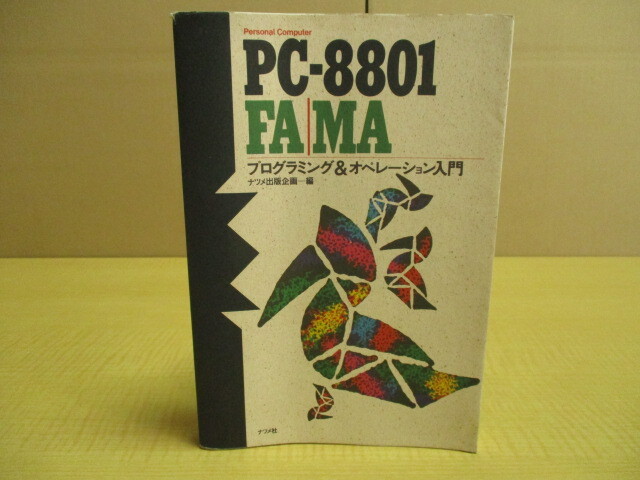 Personal Computer
PC-8801
FA|MA
プログラミング&オペレーション入門
ナツメ出版企画一編
ナツメ社